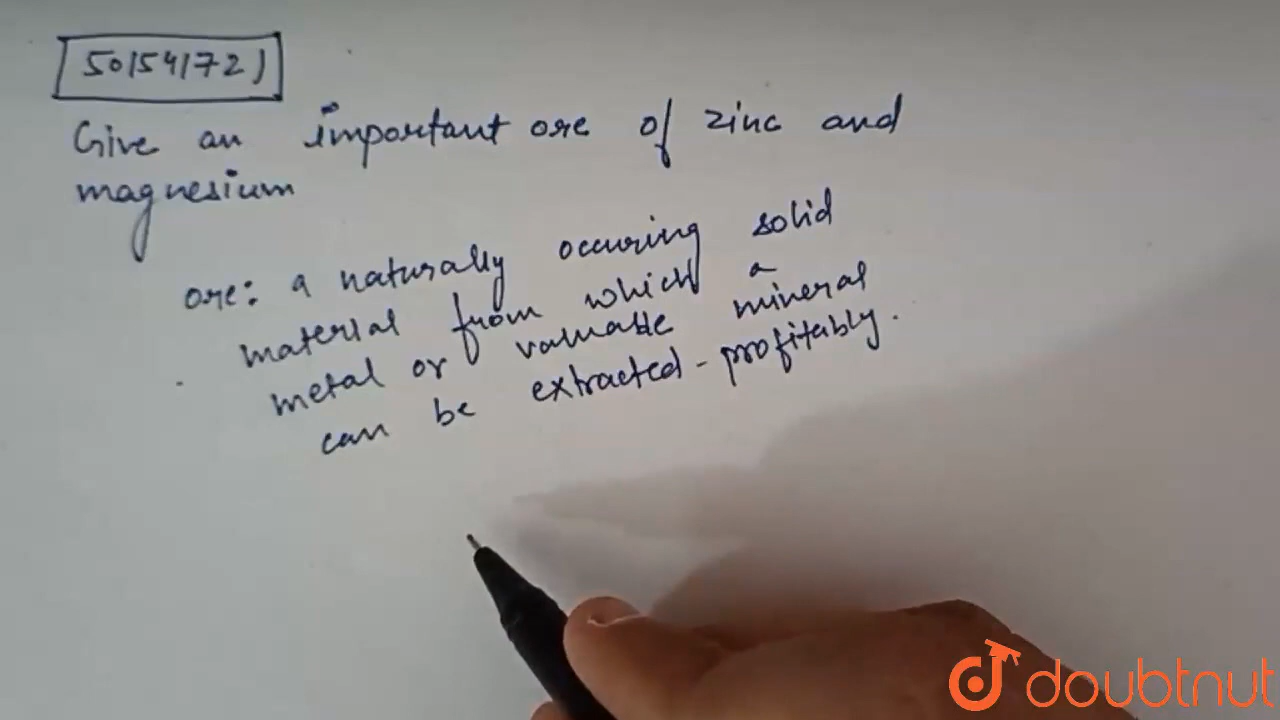 501541721
Give an important ore of zinc and
magnesium
ore: a naturally occuring solid
material from which a
metal or valuable mineral
can be extracted - profitably.
doubtnut